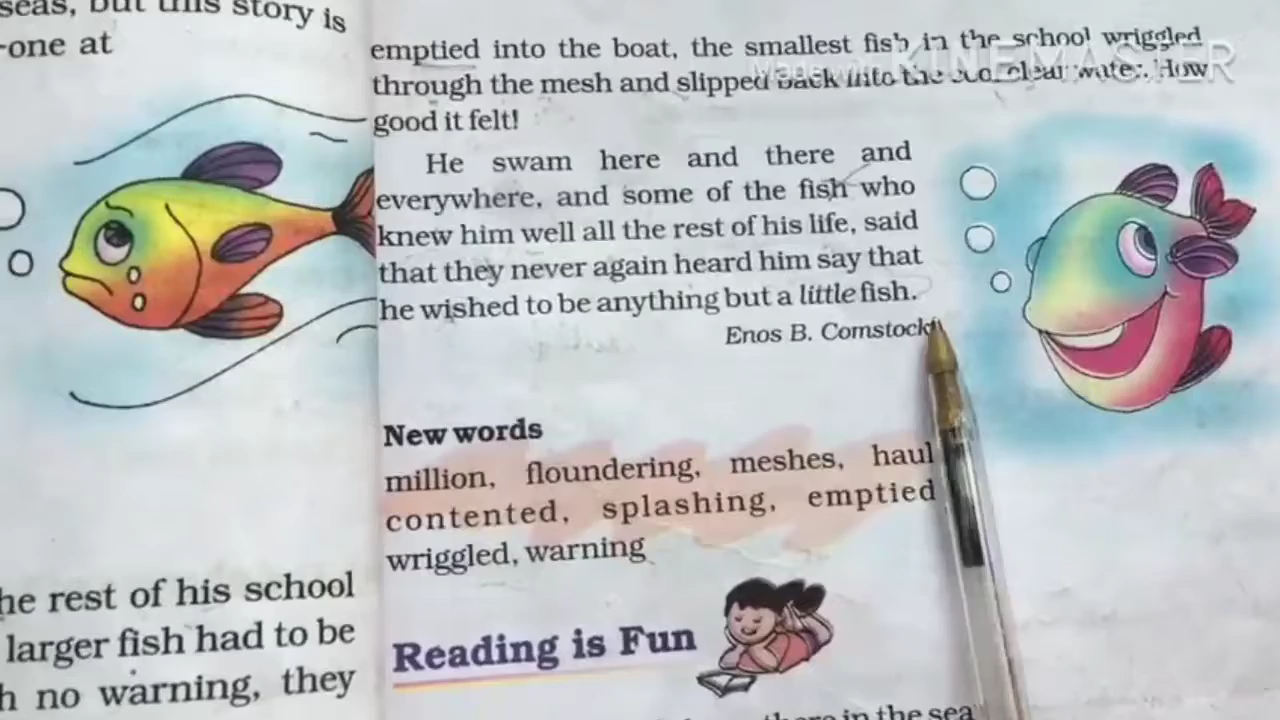 seas, but this story is
one at
he rest of his school
larger fish had to be
h no warning, they
emptied into the boat, the smallest fish in the school wriggled
through the mesh and slipped back into the cool clear water. How
good it felt!
He swam here and there and
everywhere, and some of the fish who
knew him well all the rest of his life, said
that they never again heard him say that
he wished to be anything but a little fish.
Enos B. Comstock
New words
million, floundering, meshes, haul
contented, splashing, emptied
wriggled, warning
Reading is Fun
there in the sea
Made with KINEMASTER